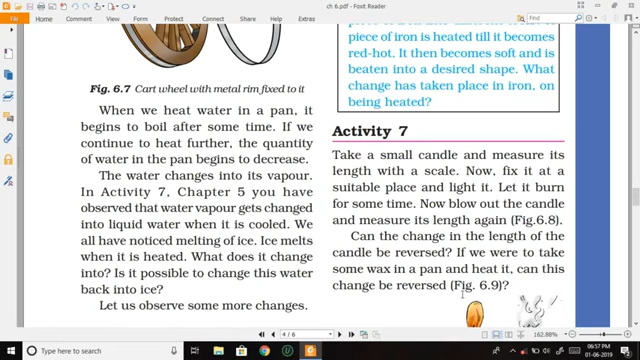 ch 6.pdf - Foxit Reader
Find
Fig. 6.7 Cart wheel with metal rim fixed to it
When we heat water in a pan, it
begins to boil after some time. If we
continue to heat further, the quantity
of water in the pan begins to decrease.
The water changes into its vapour.
In Activity 7, Chapter 5 you have
observed that water vapour gets changed
into liquid water when it is cooled. We
all have noticed melting of ice. Ice melts
when it is heated. What does it change
into? Is it possible to change this water
back into ice?
Let us observe some more changes.
piece of iron is heated till it becomes
red-hot. It then becomes soft and is
beaten into a desired shape. What
change has taken place in iron, on
being heated?
Activity 7
Take a small candle and measure its
length with a scale. Now, fix it at a
suitable place and light it. Let it burn
for some time. Now blow out the candle
and measure its length again (Fig.6.8).
Can the change in the length of the
candle be reversed? If we were to take
some wax in a pan and heat it, can this
change be reversed (Fig. 6.9)?
4 / 6
162.88%
06:57 PM
01-06-2019